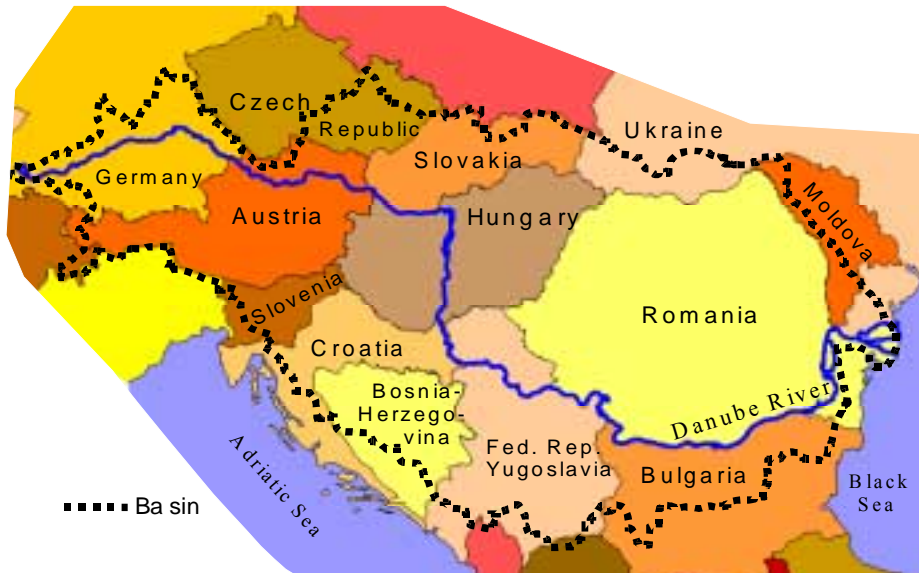 Czech
Republic
Ukraine
Slovakia
Germany
Austria
Hungary
Moldova
Slovenia
Romania
Croatia
Bosnia-
Herzego-
vina
Danube River
Fed. Rep.
Yugoslavia
Bulgaria
Adriatic Sea
Black
Sea
Ba sin